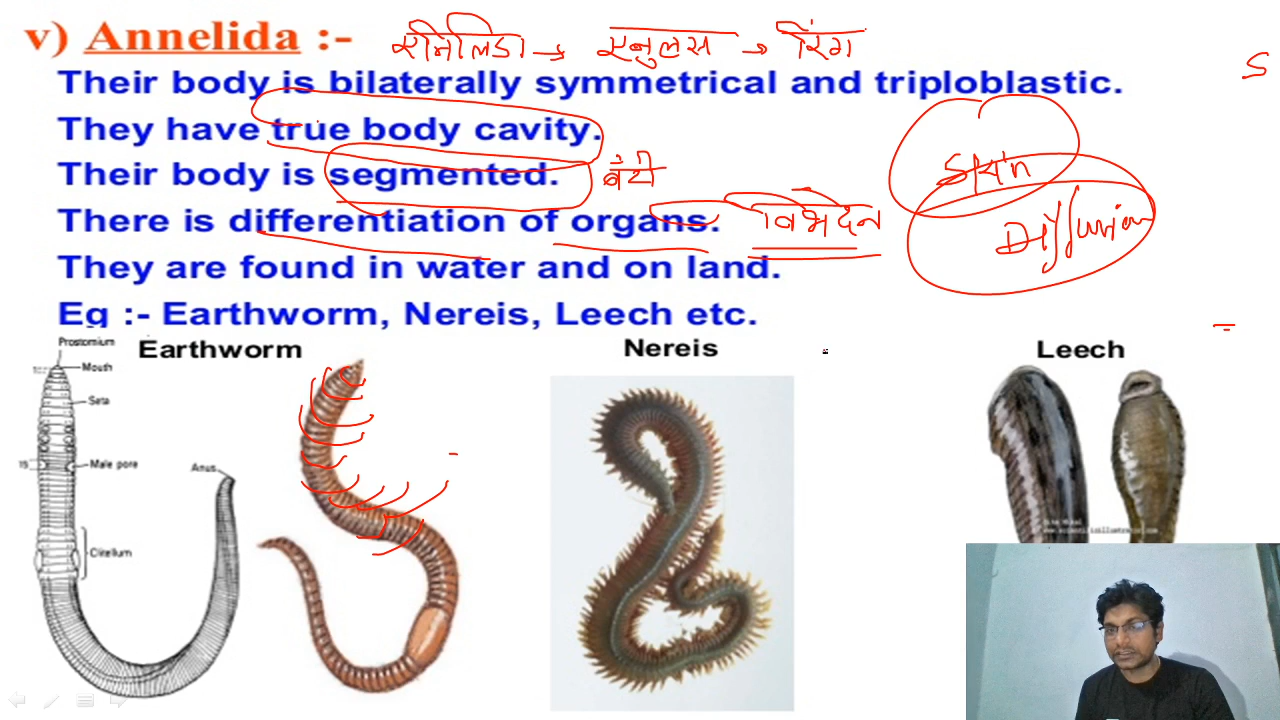 v) Annelida :- एनिलिडा → एनुलस → रिंग
S
Their body is bilaterally symmetrical and triploblastic.
They have true body cavity.
Their body is segmented.
There is differentiation of organs. विभेदन
Skin
Diffusion
They are found in water and on land.
Eg :- Earthworm, Nereis, Leech etc.
Earthworm
Nereis
Leech
Prostomium
Mouth
Seta
15
Male pore
Anus
Clitellum